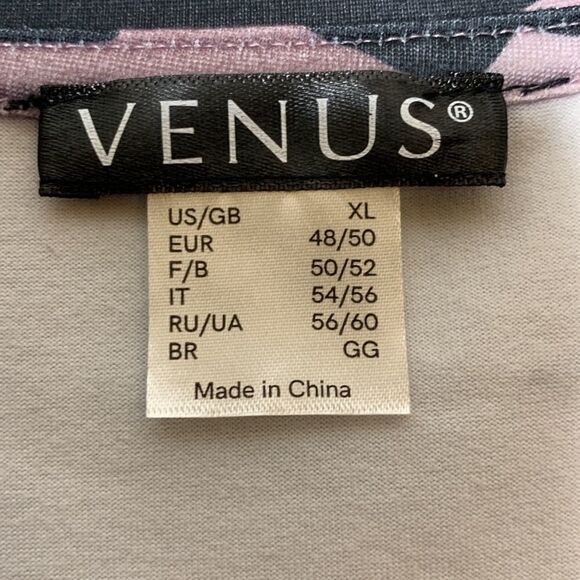 VENUS®
US/GB XL
EUR 48/50
F/B 50/52
IT 54/56
RU/UA 56/60
BR GG
Made in China